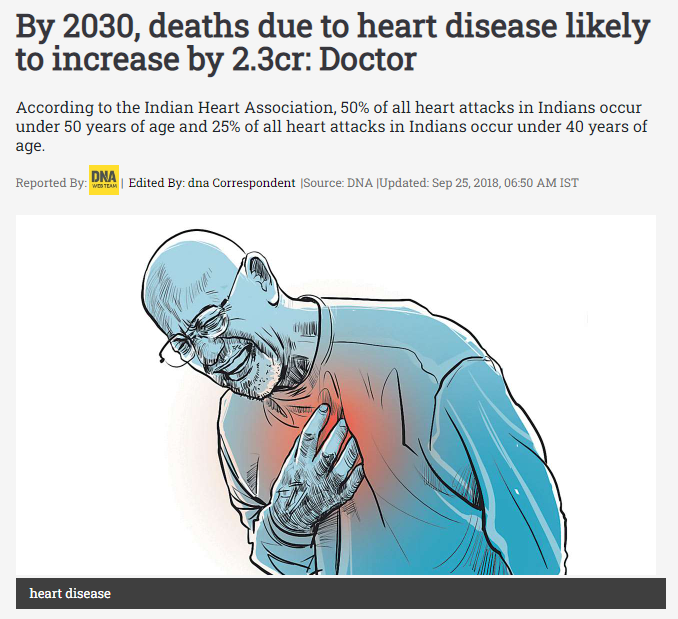 By 2030, deaths due to heart disease likely
to increase by 2.3cr: Doctor
According to the Indian Heart Association, 50% of all heart attacks in Indians occur
under 50 years of age and 25% of all heart attacks in Indians occur under 40 years of
age.
Reported By: DNA WEB TEAM | Edited By: dna Correspondent |Source: DNA |Updated: Sep 25, 2018, 06:50 AM IST
heart disease